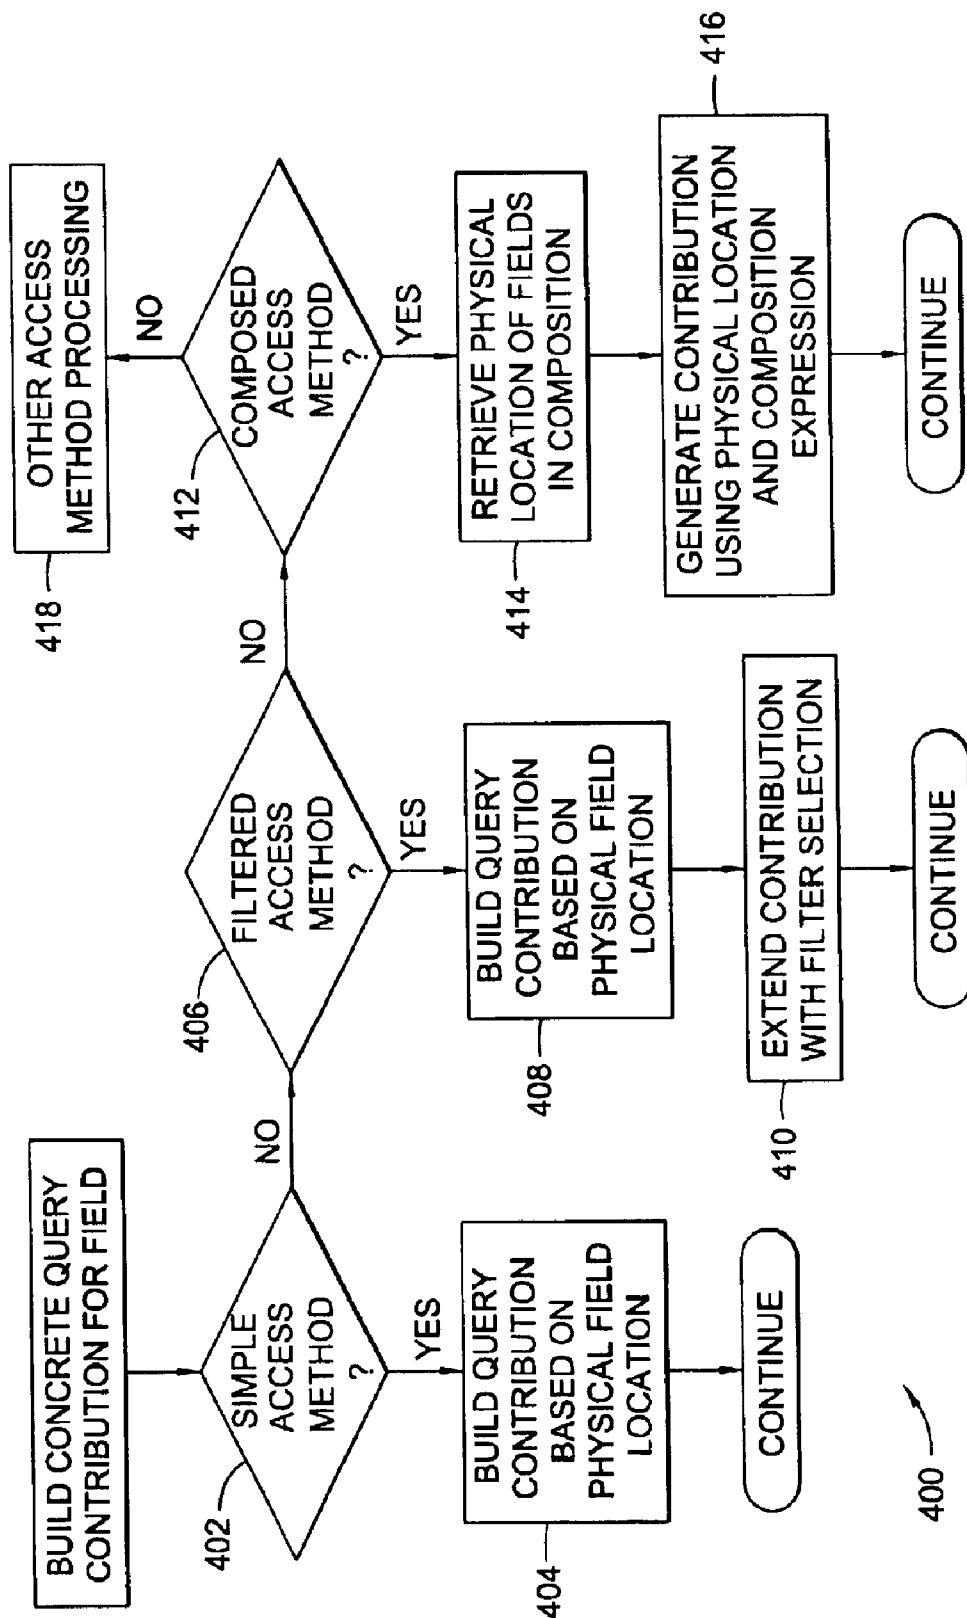 BUILD CONCRETE QUERY
CONTRIBUTION FOR FIELD
402
SIMPLE
ACCESS
METHOD
?
NO
YES
404
BUILD QUERY
CONTRIBUTION
BASED ON
PHYSICAL FIELD
LOCATION
CONTINUE
406
FILTERED
ACCESS
METHOD
?
NO
YES
408
BUILD QUERY
CONTRIBUTION
BASED ON
PHYSICAL FIELD
LOCATION
410
EXTEND CONTRIBUTION
WITH FILTER SELECTION
CONTINUE
412
COMPOSED
ACCESS
METHOD
?
NO
418
OTHER ACCESS
METHOD PROCESSING
YES
414
RETRIEVE PHYSICAL
LOCATION OF FIELDS
IN COMPOSITION
416
GENERATE CONTRIBUTION
USING PHYSICAL LOCATION
AND COMPOSITION
EXPRESSION
CONTINUE
400